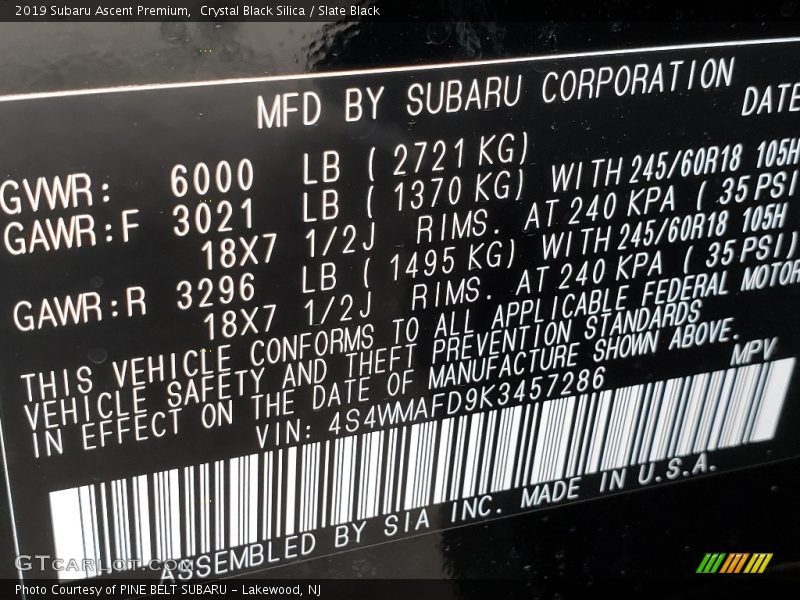 2019 Subaru Ascent Premium, Crystal Black Silica / Slate Black
MFD BY SUBARU CORPORATION
DATE
GVWR: 6000 LB ( 2721 KG)
GAWR:F 3021 LB ( 1370 KG) WITH 245/60R18 105H
18X7 1/2J RIMS. AT 240 KPA ( 35 PSI
GAWR:R 3296 LB ( 1495 KG) WITH 245/60R18 105H
18X7 1/2J RIMS. AT 240 KPA ( 35 PSI)
THIS VEHICLE CONFORMS TO ALL APPLICABLE FEDERAL MOTOR
VEHICLE SAFETY AND THEFT PREVENTION STANDARDS
IN EFFECT ON THE DATE OF MANUFACTURE SHOWN ABOVE.
VIN: 4S4WMAFD9K3457286 MPV
ASSEMBLED BY SIA INC. MADE IN U.S.A.
GTCARLOT.COM
Photo Courtesy of PINE BELT SUBARU - Lakewood, NJ